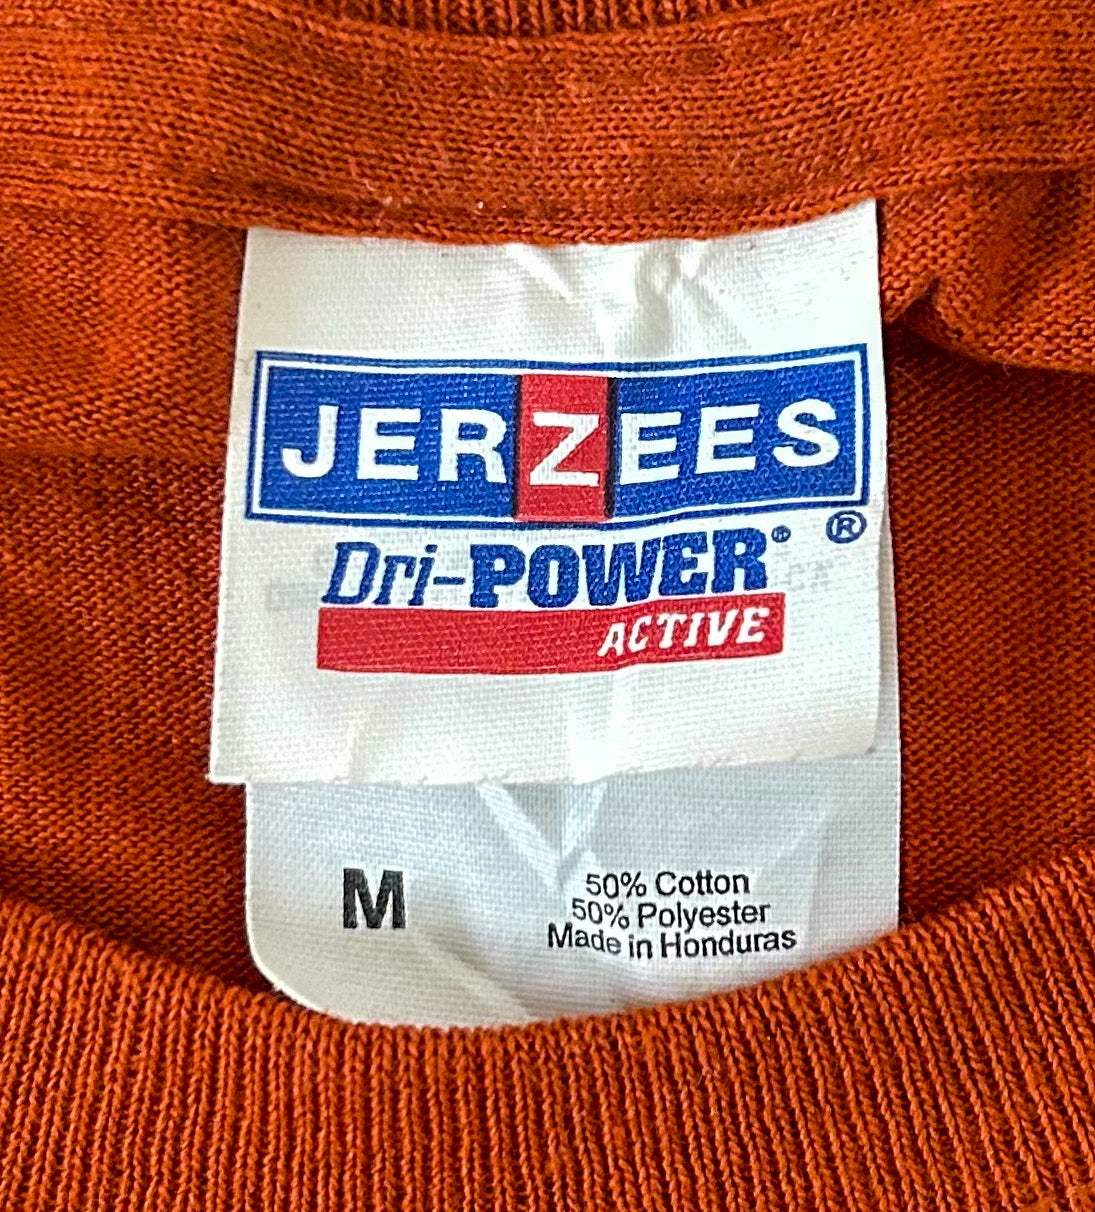 JERZEES
®
Dri-POWER®
ACTIVE
M
50% Cotton
50% Polyester
Made in Honduras